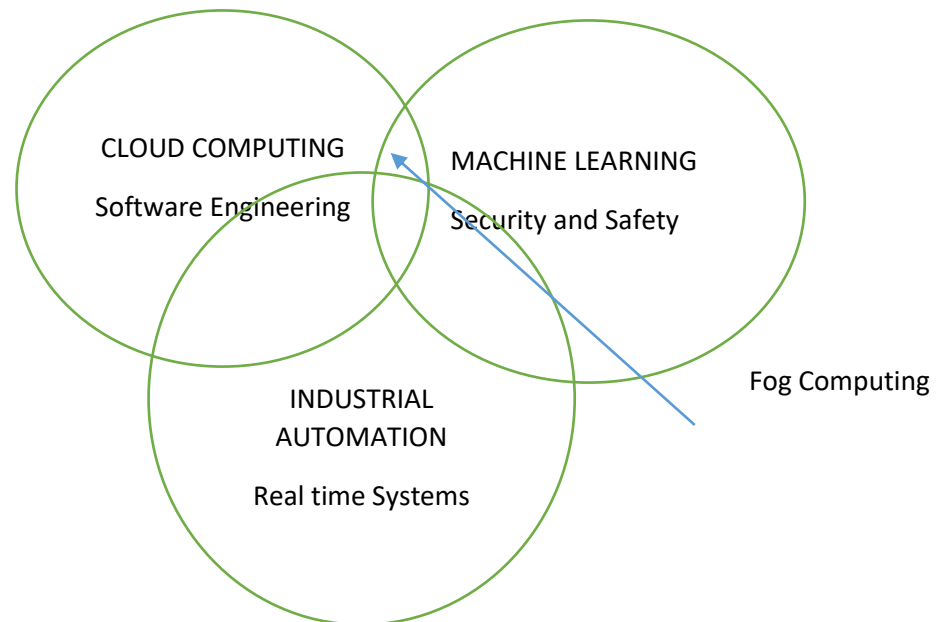 CLOUD COMPUTING
Software Engineering
MACHINE LEARNING
Security and Safety
INDUSTRIAL
AUTOMATION
Real time Systems
Fog Computing